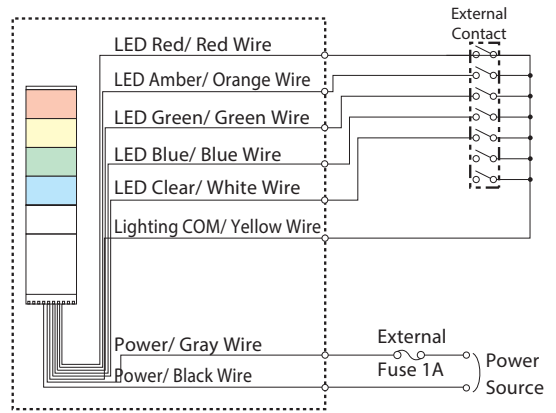 External
Contact
LED Red/ Red Wire
LED Amber/ Orange Wire
LED Green/ Green Wire
LED Blue/ Blue Wire
LED Clear/ White Wire
Lighting COM/ Yellow Wire
Power/ Gray Wire
External
Fuse 1A
Power
Source
Power/ Black Wire